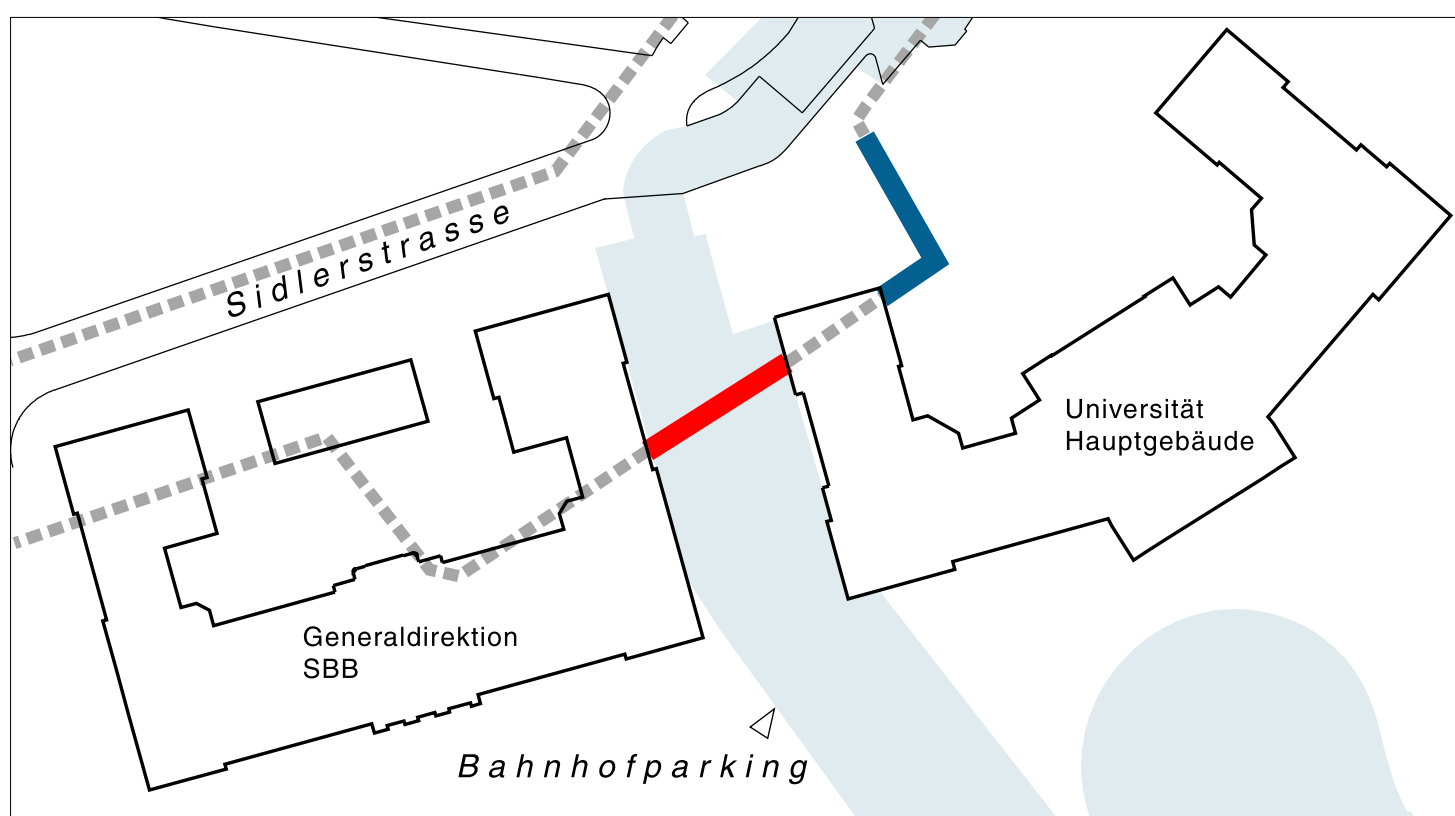 Sidlerstrasse
Universität
Hauptgebäude
Generaldirektion
SBB
Bahnhofparking